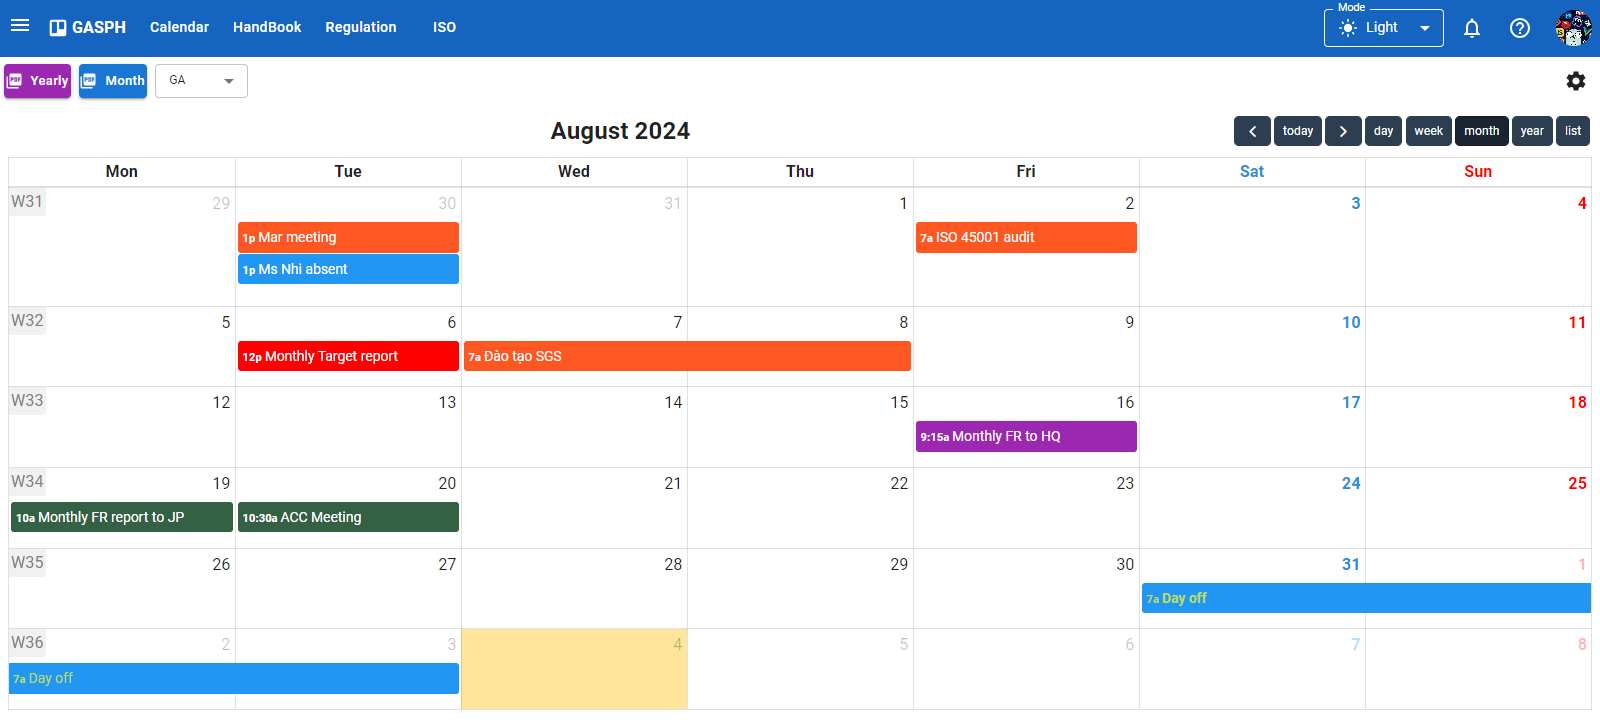 GASPH Calendar HandBook Regulation ISO Mode Light
Yearly Month GA
August 2024 today day week month year list
Mon Tue Wed Thu Fri Sat Sun
W31 29 30 31 1 2 3 4
1p Mar meeting 7a ISO 45001 audit
1p Ms Nhi absent
W32 5 6 7 8 9 10 11
12p Monthly Target report 7a Đào tạo SGS
W33 12 13 14 15 16 17 18
9:15a Monthly FR to HQ
W34 19 20 21 22 23 24 25
10a Monthly FR report to JP 10:30a ACC Meeting
W35 26 27 28 29 30 31 1
7a Day off
W36 2 3 4 5 6 7 8
7a Day off